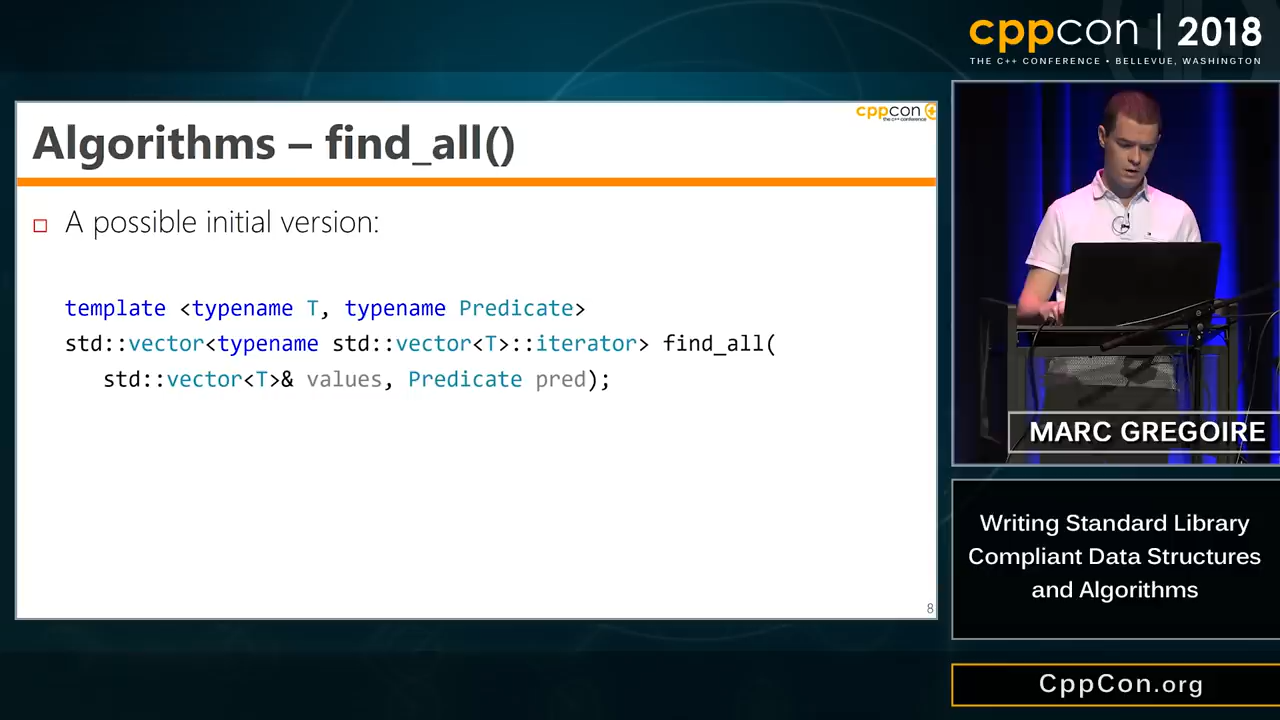 cppcon | 2018
THE C++ CONFERENCE • BELLEVUE, WASHINGTON
cppcon
the c++ conference
Algorithms – find_all()
A possible initial version:
template <typename T, typename Predicate>
std::vector<typename std::vector<T>::iterator> find_all(
std::vector<T>& values, Predicate pred);
8
MARC GREGOIRE
Writing Standard Library
Compliant Data Structures
and Algorithms
CppCon.org